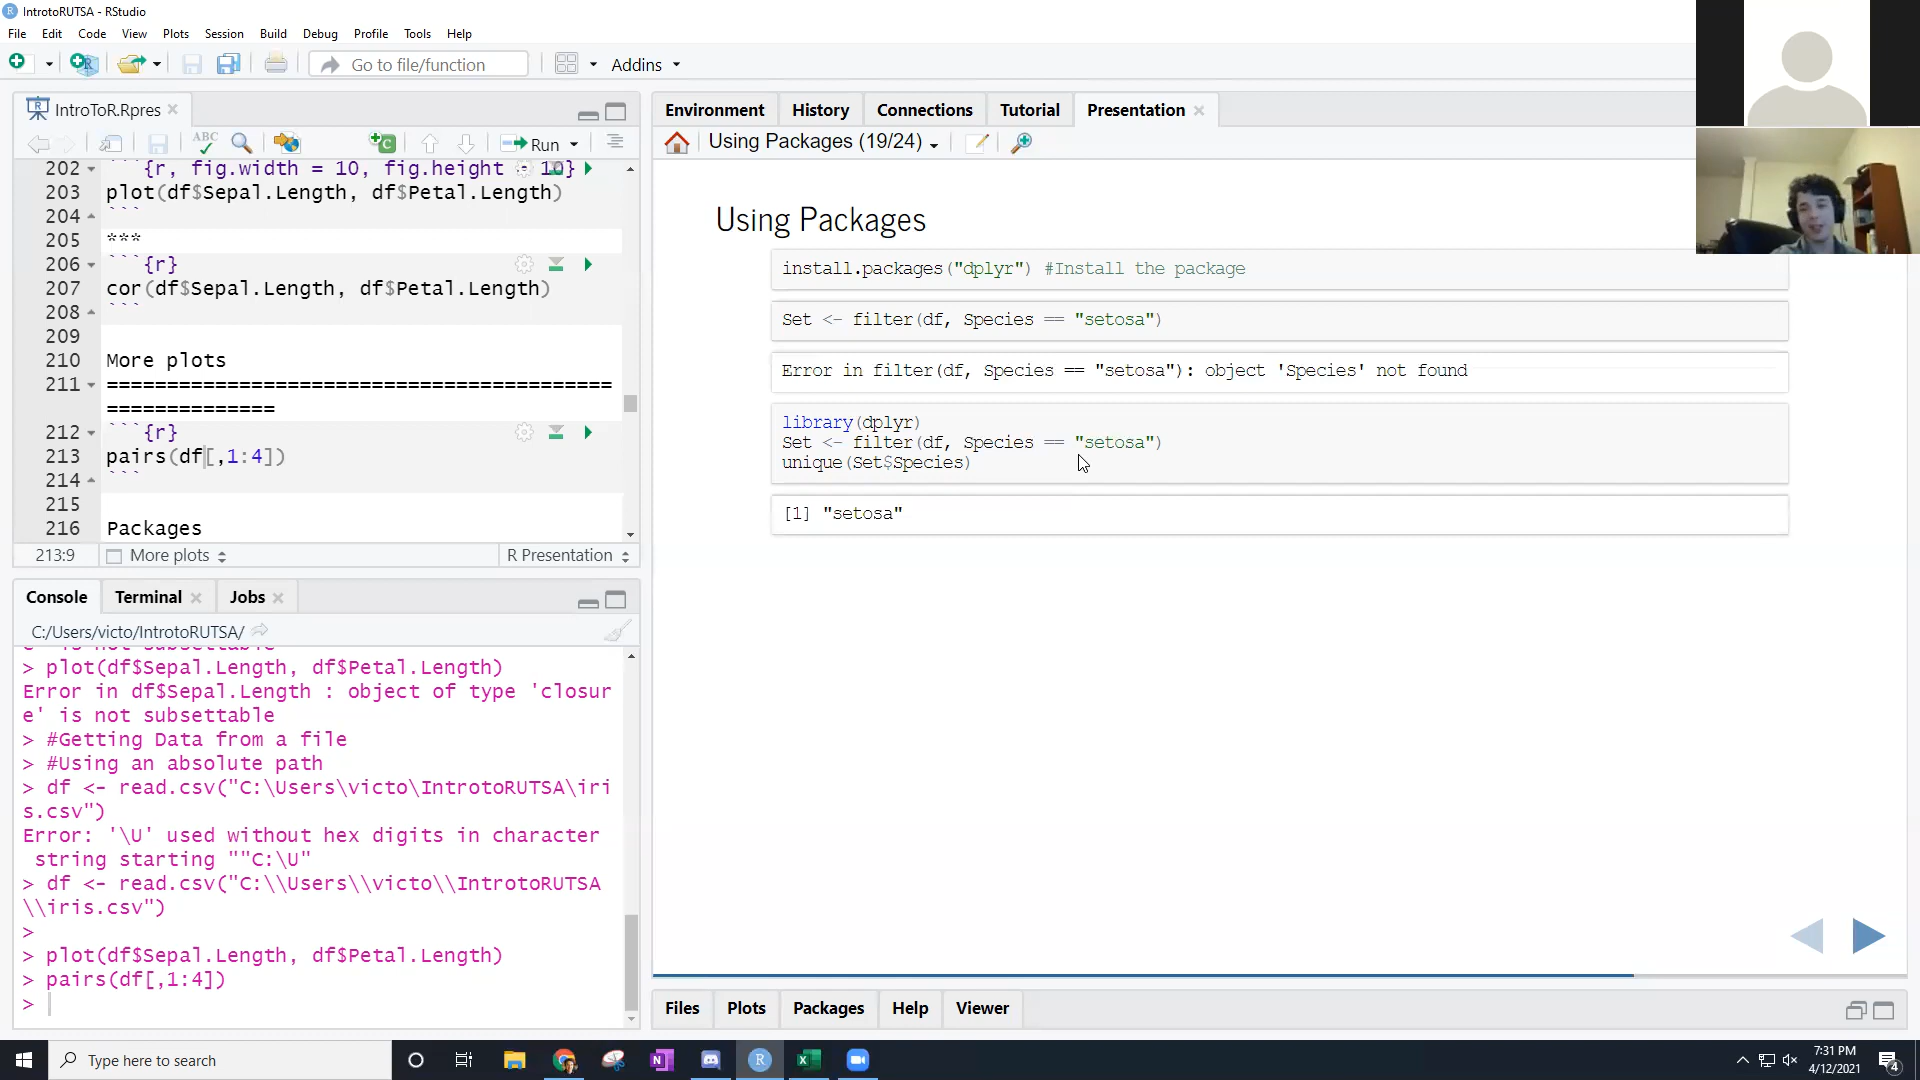 IntrotoRUTSA - RStudio
File Edit Code View Plots Session Build Debug Profile Tools Help
Go to file/function Addins
IntroToR.Rpres
Run
202 ```{r, fig.width = 10, fig.height = 10}
203 plot(df$Sepal.Length, df$Petal.Length)
204 ```
205 ***
206 ```{r}
207 cor(df$Sepal.Length, df$Petal.Length)
208 ```
209
210 More plots
211 ==========================================
==============
212 ```{r}
213 pairs(df[,1:4])
214 ```
215
216 Packages
213:9 More plots R Presentation
Console Terminal Jobs
C:/Users/victo/IntrotoRUTSA/
e' is not subsettable
> plot(df$Sepal.Length, df$Petal.Length)
Error in df$Sepal.Length : object of type 'closur
e' is not subsettable
> #Getting Data from a file
> #Using an absolute path
> df <- read.csv("C:\Users\victo\IntrotoRUTSA\iri
s.csv")
Error: '\U' used without hex digits in character
string starting ""C:\U"
> df <- read.csv("C:\\Users\\victo\\IntrotoRUTSA
\\iris.csv")
>
> plot(df$Sepal.Length, df$Petal.Length)
> pairs(df[,1:4])
>
Environment History Connections Tutorial Presentation
Using Packages (19/24)
Using Packages
install.packages("dplyr") #Install the package
Set <- filter(df, Species == "setosa")
Error in filter(df, Species == "setosa"): object 'Species' not found
library(dplyr)
Set <- filter(df, Species == "setosa")
unique(Set$Species)
[1] "setosa"
Files Plots Packages Help Viewer
Type here to search
7:31 PM
4/12/2021
4